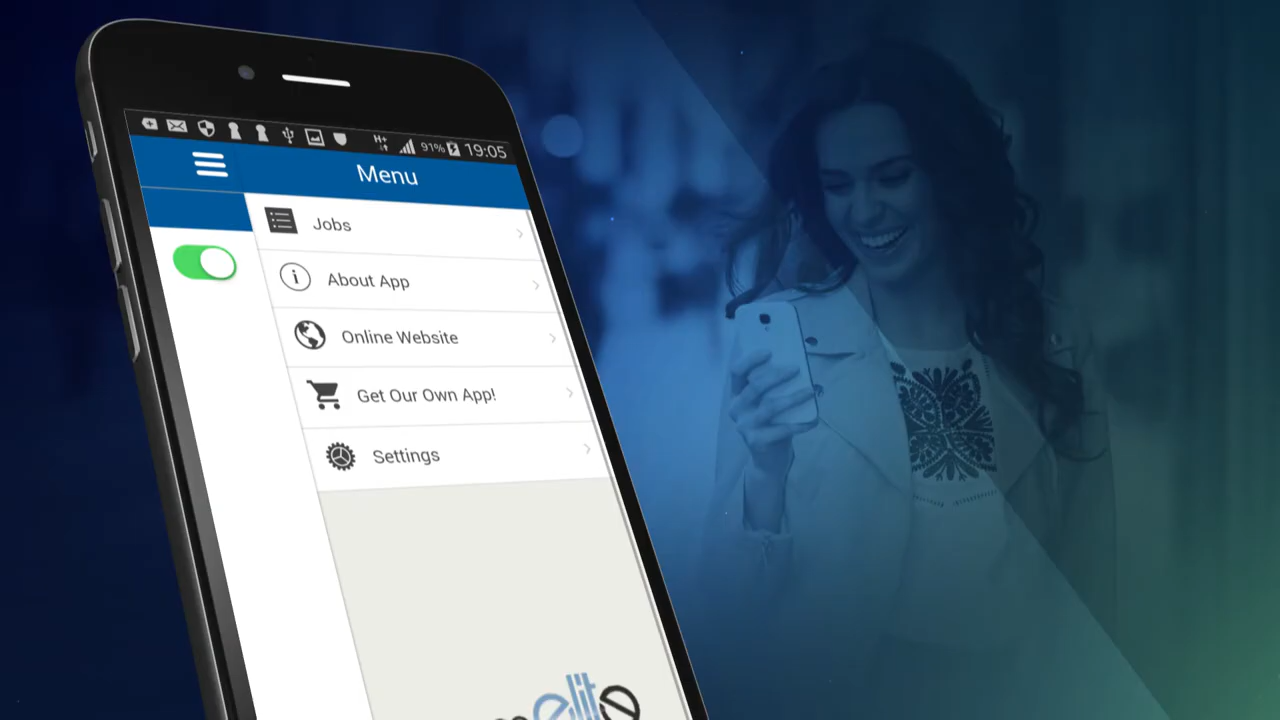 H+ 91% 19:05
Menu
Jobs
About App
Online Website
Get Our Own App!
Settings